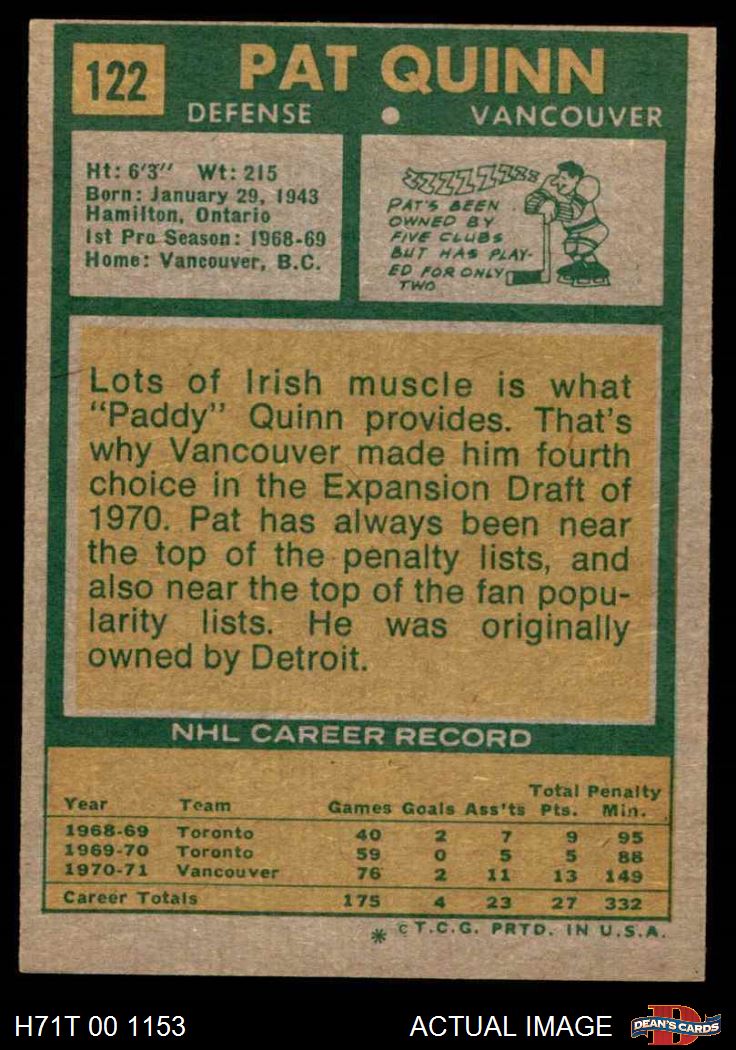 122
PAT QUINN
DEFENSE
VANCOUVER
Ht: 6'3" Wt: 215
Born: January 29, 1943
Hamilton, Ontario
1st Pro Season: 1968-69
Home: Vancouver, B.C.
ZZZZZZZZZ
PAT'S BEEN
OWNED BY
FIVE CLUBS
BUT HAS PLAY-
ED FOR ONLY
TWO
Lots of Irish muscle is what
"Paddy" Quinn provides. That's
why Vancouver made him fourth
choice in the Expansion Draft of
1970. Pat has always been near
the top of the penalty lists, and
also near the top of the fan popu-
larity lists. He was originally
owned by Detroit.
NHL CAREER RECORD
Total Penalty
Year Team Games Goals Ass'ts Pts. Min.
1968-69 Toronto 40 2 7 9 95
1969-70 Toronto 59 0 5 5 88
1970-71 Vancouver 76 2 11 13 149
Career Totals 175 4 23 27 332
* © T.C.G. PRTD. IN U.S.A.
H71T 00 1153
ACTUAL IMAGE
DEAN'S CARDS